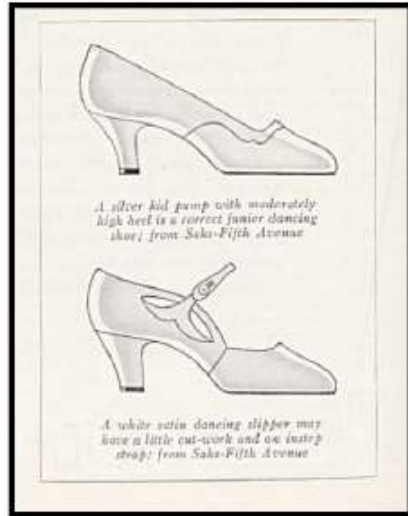 A silver kid pump with moderately
high heel is a correct junior dancing
shoe; from Saks-Fifth Avenue
A white satin dancing slipper may
have a little cut-work and an instep
strap; from Saks-Fifth Avenue